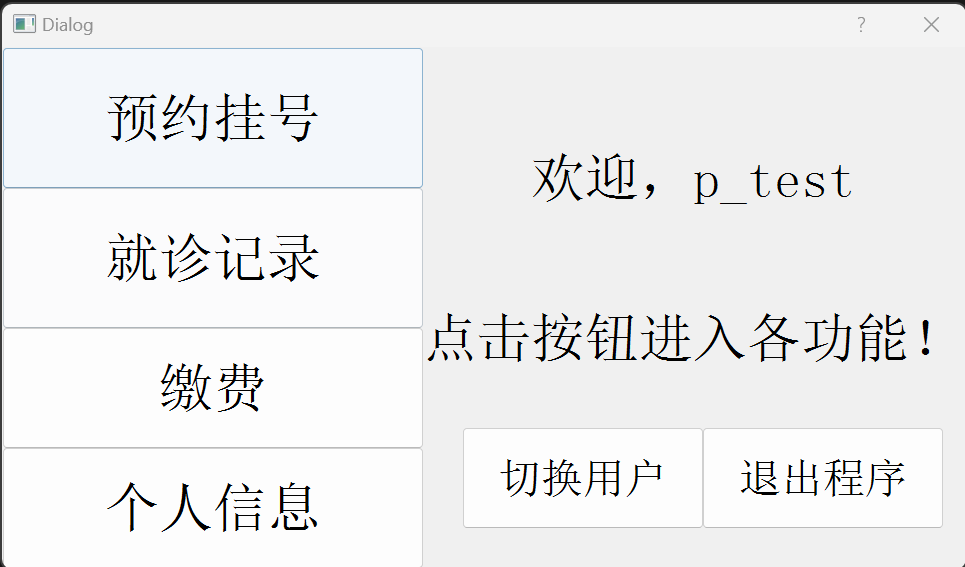 Dialog
?
预约挂号
就诊记录
缴费
个人信息
欢迎，p_test
点击按钮进入各功能！
切换用户
退出程序